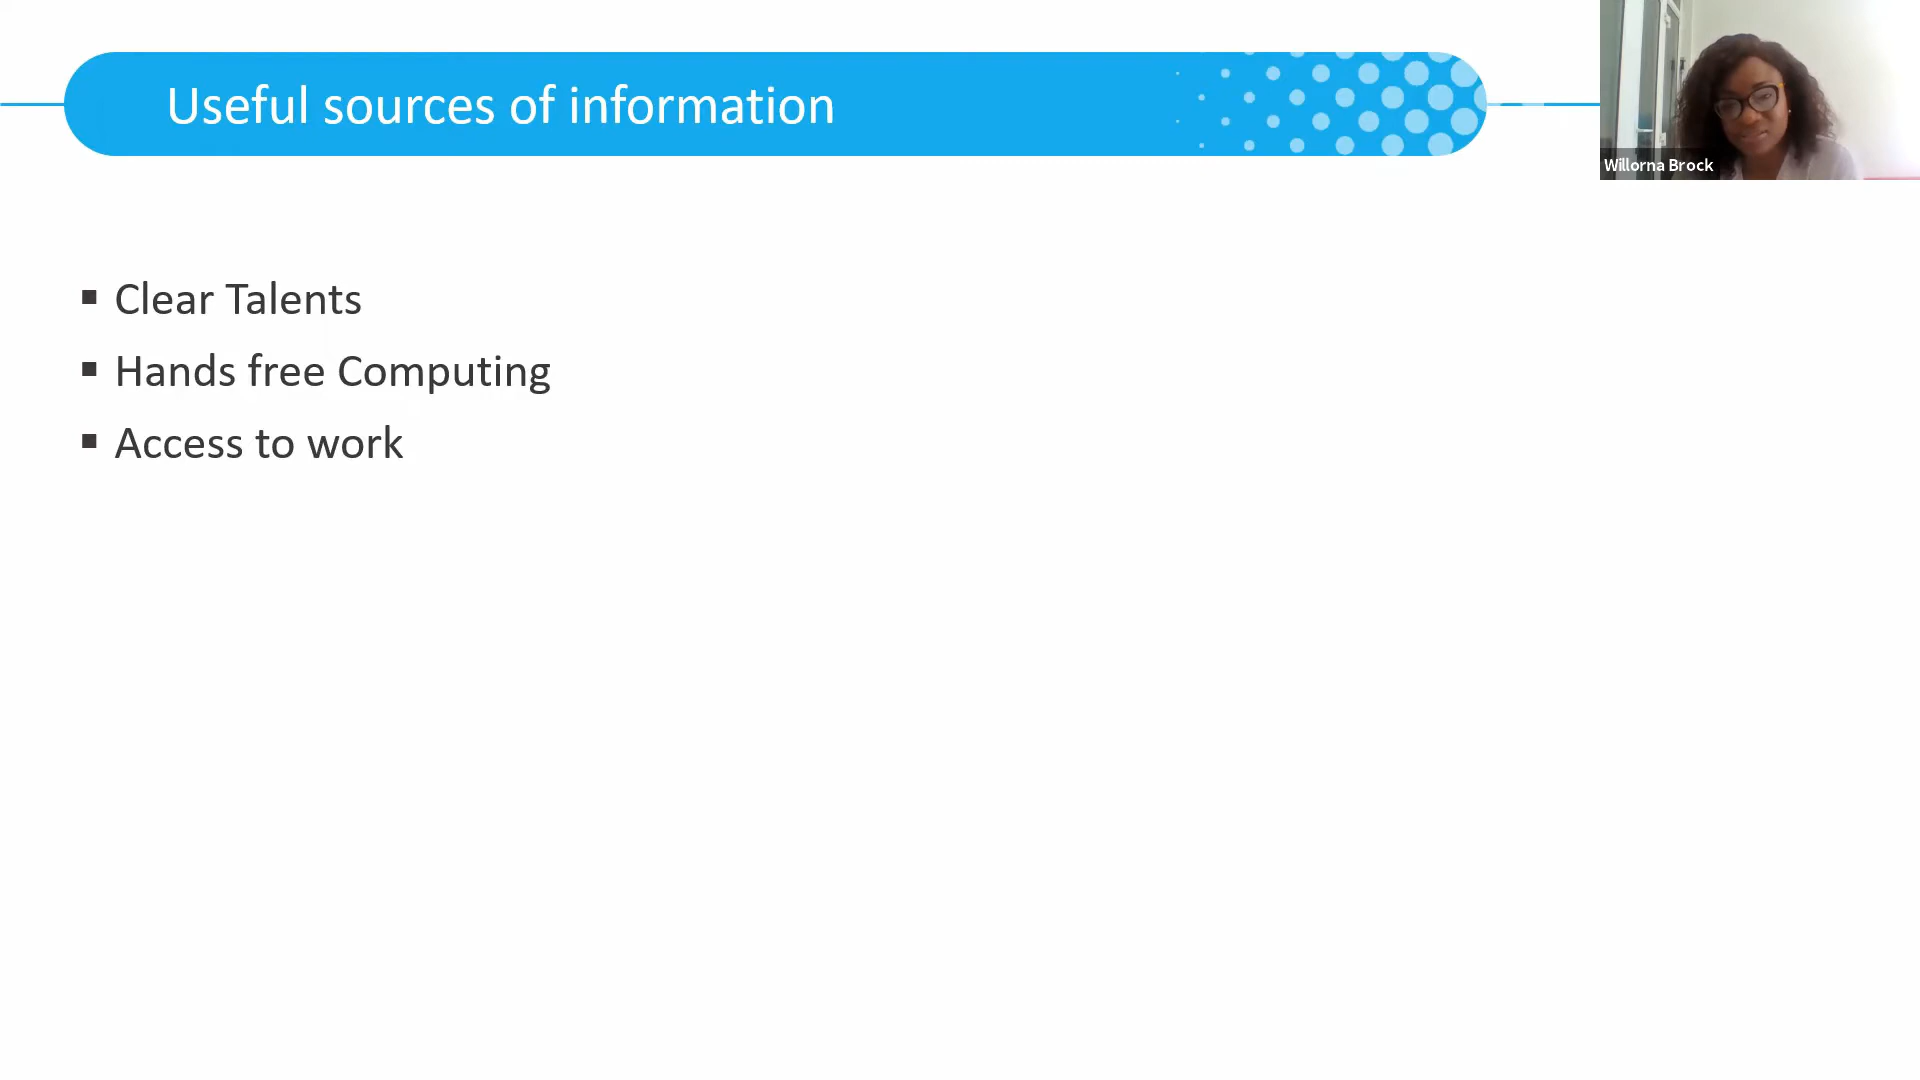 Useful sources of information
Willorna Brock
▪ Clear Talents
▪ Hands free Computing
▪ Access to work